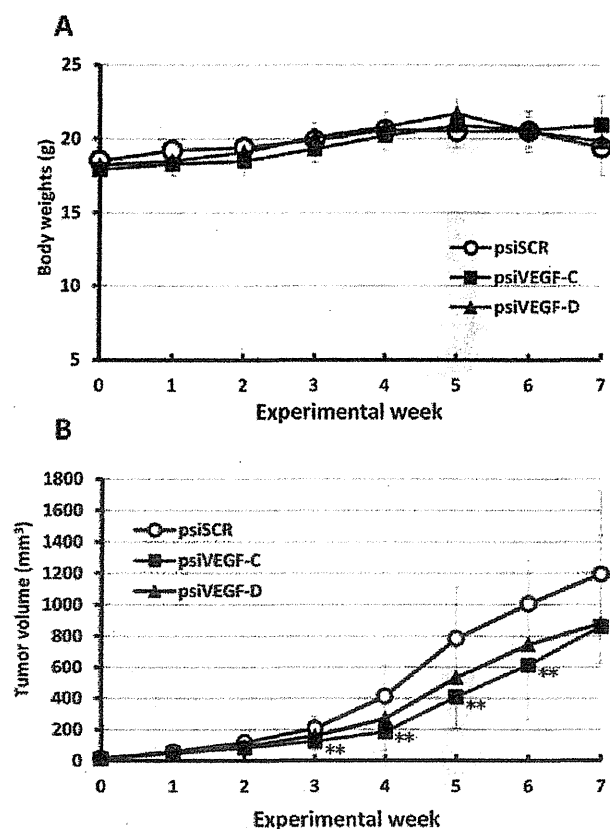 A
25
20
15
10
5
Body weights (g)
psiSCR
psiVEGF-C
psiVEGF-D
0 1 2 3 4 5 6 7
Experimental week
B
1800
1600
1400
1200
1000
800
600
400
200
0
Tumor volume (mm³)
psiSCR
psiVEGF-C
psiVEGF-D
** ** ** **
0 1 2 3 4 5 6 7
Experimental week